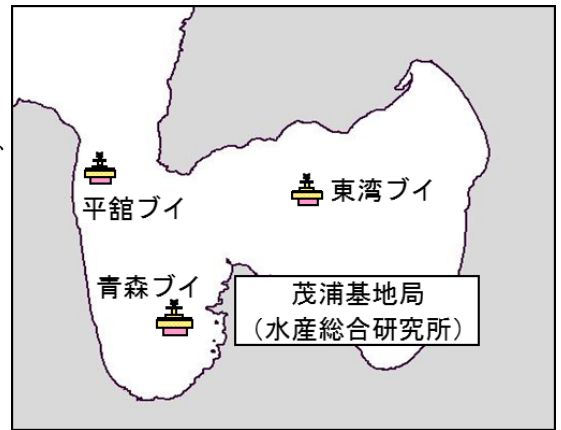 平舘ブイ
東湾ブイ
青森ブイ
茂浦基地局
（水産総合研究所）